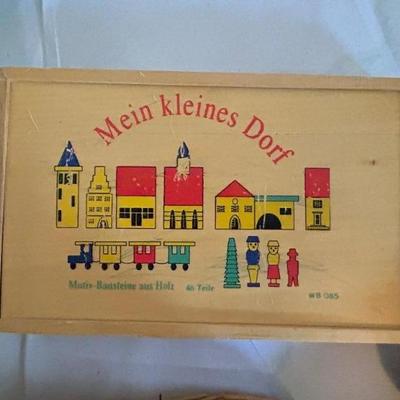 Mein kleines Dorf
Motiv-Bausteine aus Holz 46 Teile
WB 085